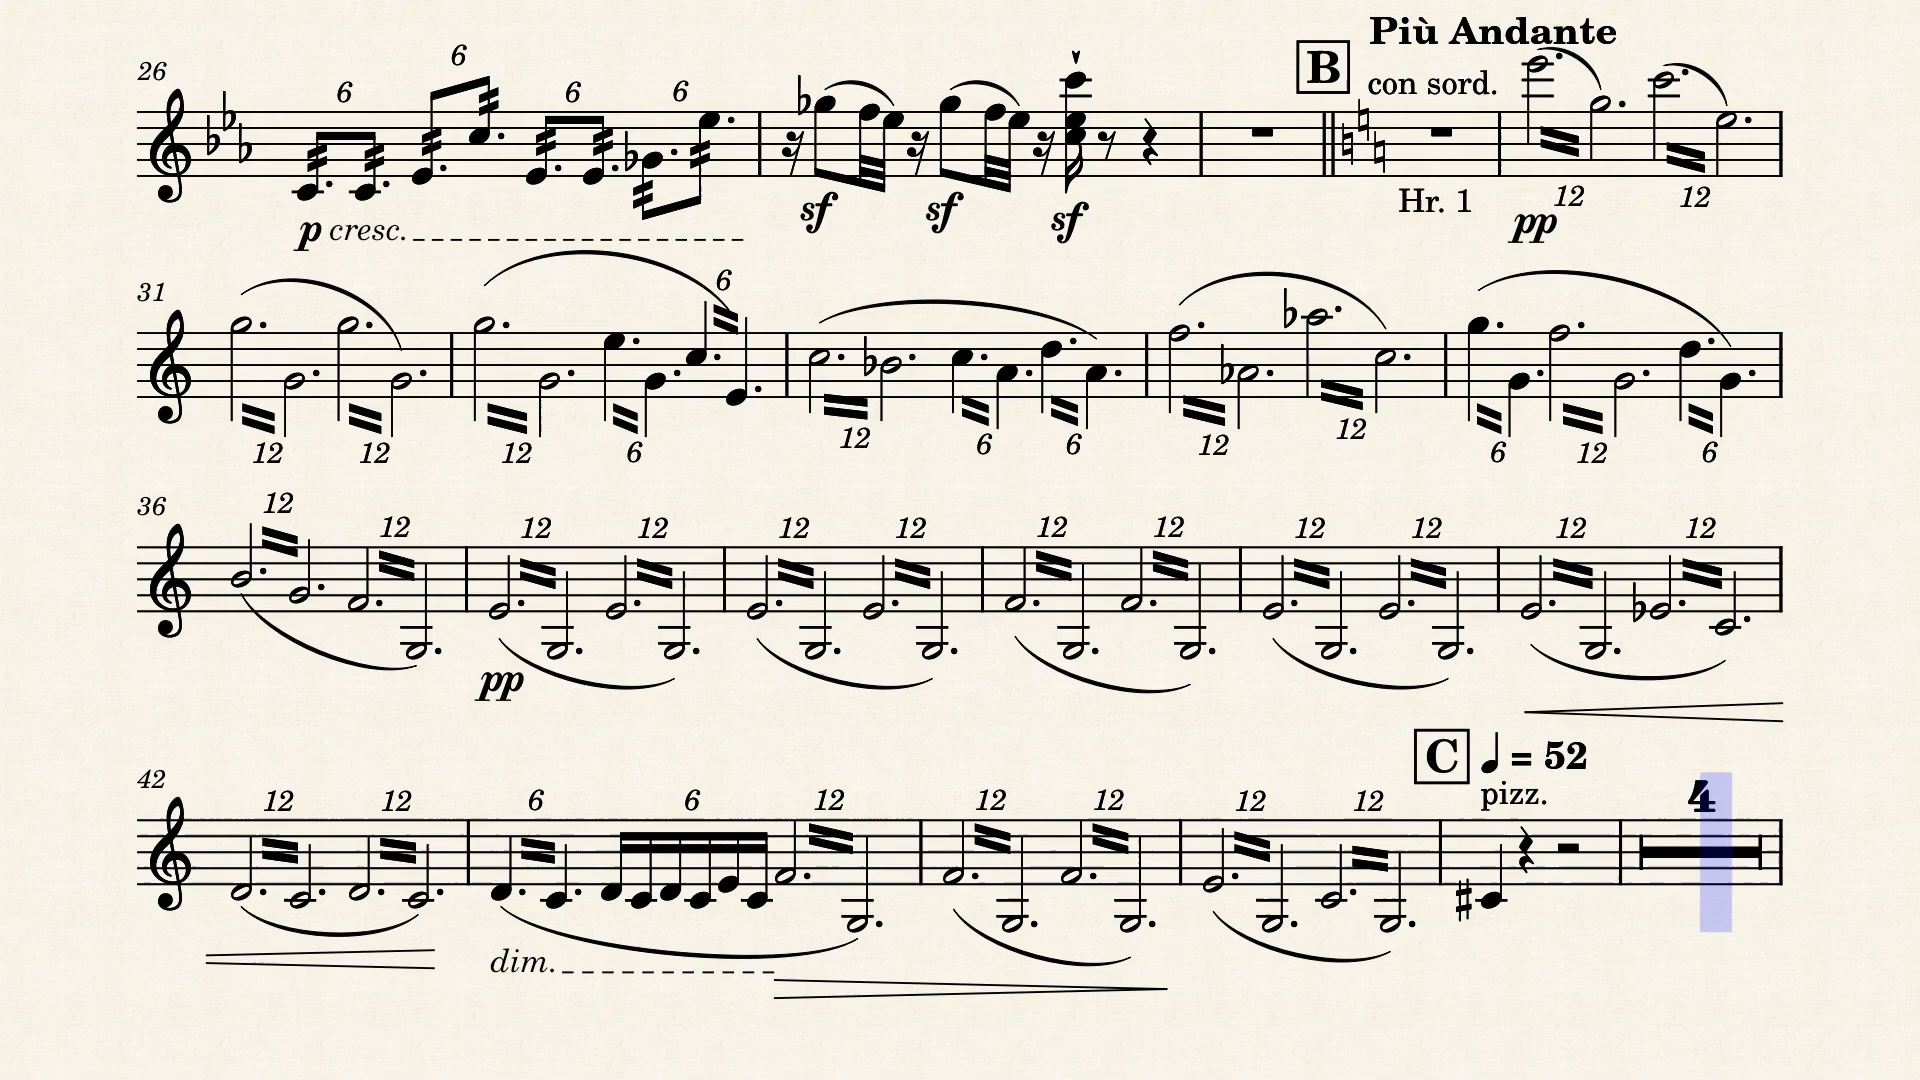 Più Andante
B
con sord.
26 6 6 6 6
Hr. 1
p cresc. sf sf sf pp 12 12
31 6
12 12 12 6 12 6 6 12 12 6 12 6
36 12 12 12 12 12 12 12 12 12 12 12 12
pp
C = 52
pizz.
42 12 12 6 6 12 12 12 12 12 4
dim.